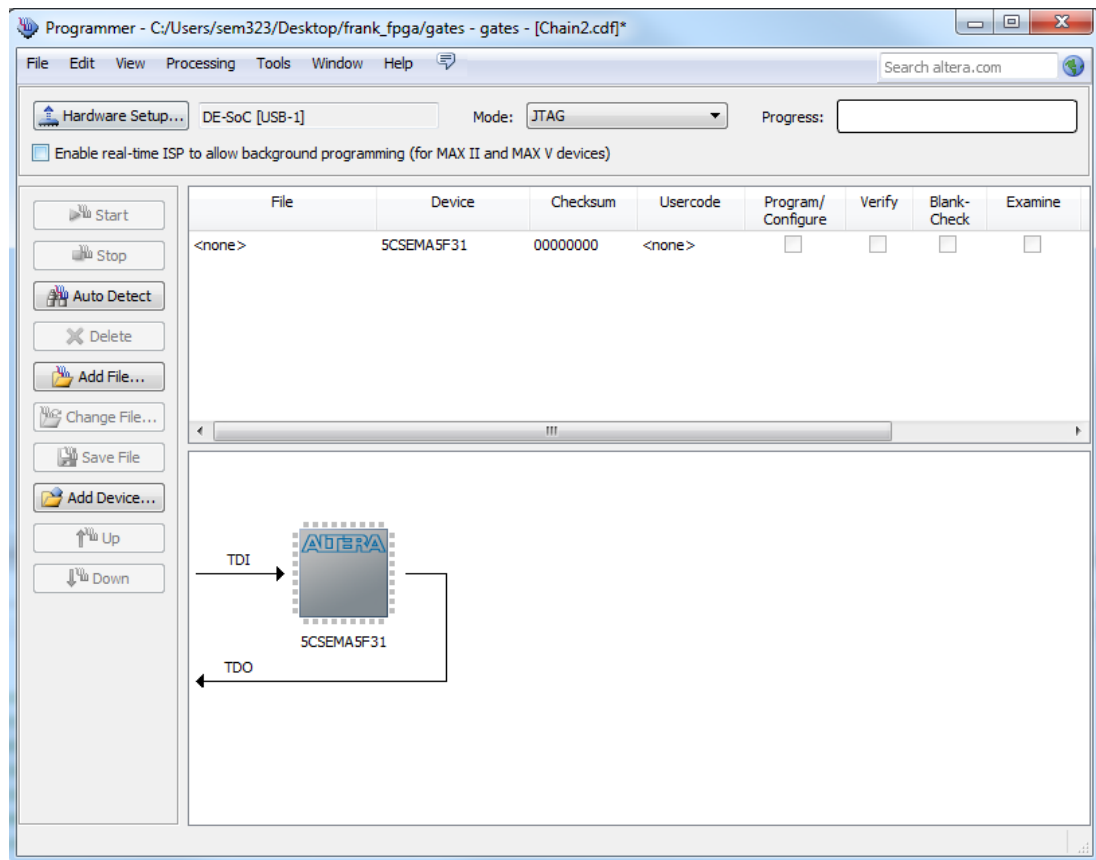 Programmer - C:/Users/sem323/Desktop/frank_fpga/gates - gates - [Chain2.cdf]*
File Edit View Processing Tools Window Help
Search altera.com
Hardware Setup... DE-SoC [USB-1] Mode: JTAG Progress:
Enable real-time ISP to allow background programming (for MAX II and MAX V devices)
Start
Stop
Auto Detect
Delete
Add File...
Change File...
Save File
Add Device...
Up
Down
File Device Checksum Usercode Program/ Verify Blank- Examine
Configure Check
<none> 5CSEMA5F31 00000000 <none>
TDI
ALTERA
5CSEMA5F31
TDO